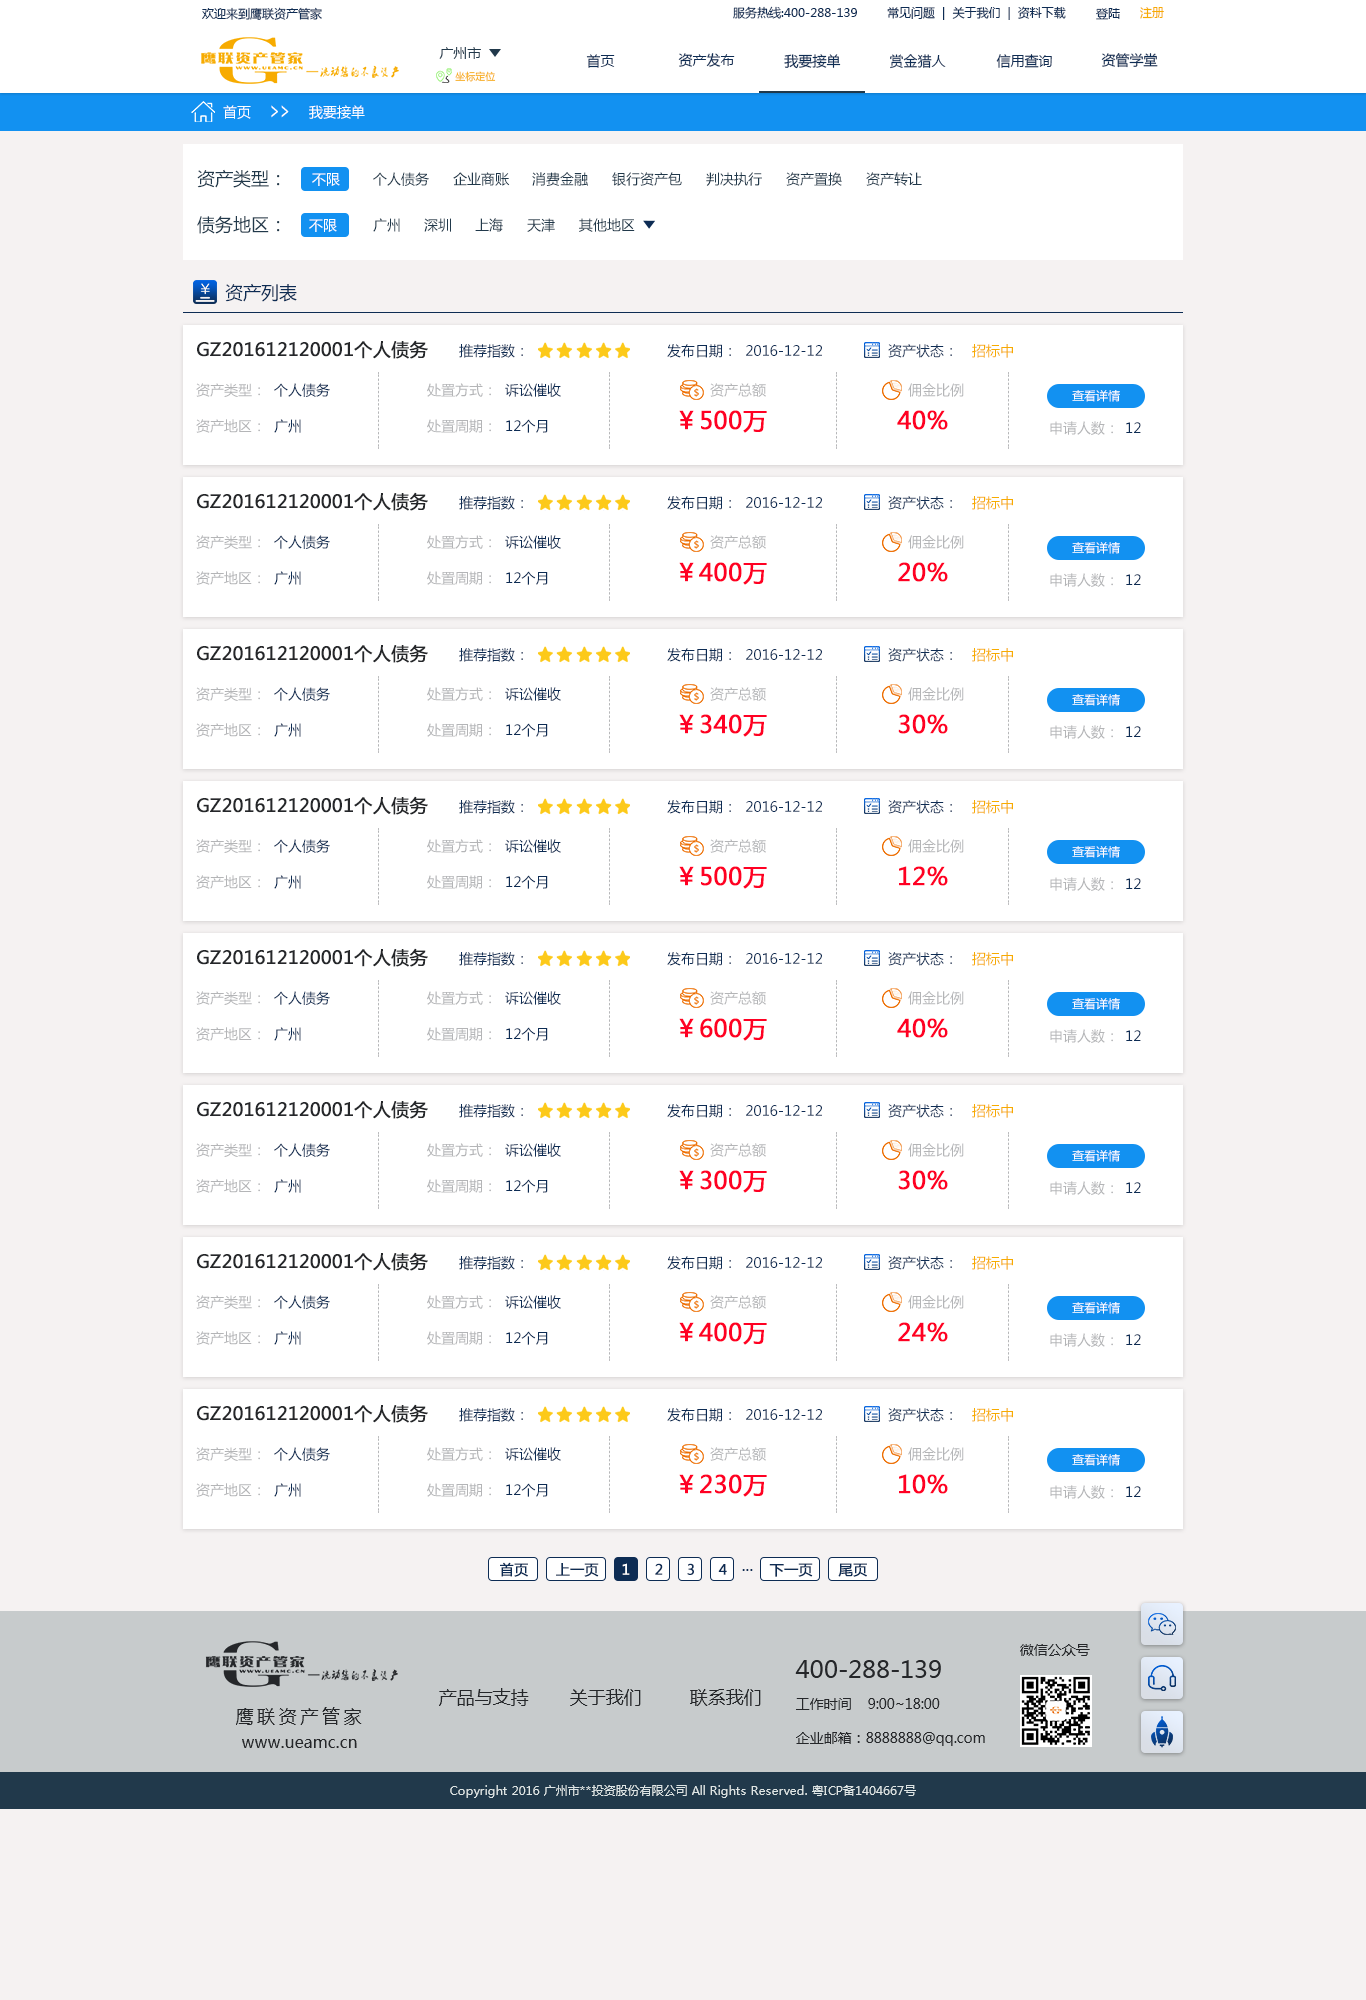 欢迎来到鹰联资产管家
服务热线:400-288-139 常见问题 | 关于我们 | 资料下载 登陆 注册
鹰联资产管家
WWW.UEAMC.CN
广州市
坐标定位
首页 资产发布 我要接单 赏金猎人 信用查询 资管学堂
首页 >> 我要接单
资产类型： 不限 个人债务 企业商账 消费金融 银行资产包 判决执行 资产置换 资产转让
债务地区： 不限 广州 深圳 上海 天津 其他地区
资产列表
GZ201612120001个人债务 推荐指数： 发布日期： 2016-12-12 资产状态： 招标中
资产类型： 个人债务 处置方式： 诉讼催收 资产总额 佣金比例 查看详情
资产地区： 广州 处置周期： 12个月 ¥500万 40% 申请人数： 12
GZ201612120001个人债务 推荐指数： 发布日期： 2016-12-12 资产状态： 招标中
资产类型： 个人债务 处置方式： 诉讼催收 资产总额 佣金比例 查看详情
资产地区： 广州 处置周期： 12个月 ¥400万 20% 申请人数： 12
GZ201612120001个人债务 推荐指数： 发布日期： 2016-12-12 资产状态： 招标中
资产类型： 个人债务 处置方式： 诉讼催收 资产总额 佣金比例 查看详情
资产地区： 广州 处置周期： 12个月 ¥340万 30% 申请人数： 12
GZ201612120001个人债务 推荐指数： 发布日期： 2016-12-12 资产状态： 招标中
资产类型： 个人债务 处置方式： 诉讼催收 资产总额 佣金比例 查看详情
资产地区： 广州 处置周期： 12个月 ¥500万 12% 申请人数： 12
GZ201612120001个人债务 推荐指数： 发布日期： 2016-12-12 资产状态： 招标中
资产类型： 个人债务 处置方式： 诉讼催收 资产总额 佣金比例 查看详情
资产地区： 广州 处置周期： 12个月 ¥600万 40% 申请人数： 12
GZ201612120001个人债务 推荐指数： 发布日期： 2016-12-12 资产状态： 招标中
资产类型： 个人债务 处置方式： 诉讼催收 资产总额 佣金比例 查看详情
资产地区： 广州 处置周期： 12个月 ¥300万 30% 申请人数： 12
GZ201612120001个人债务 推荐指数： 发布日期： 2016-12-12 资产状态： 招标中
资产类型： 个人债务 处置方式： 诉讼催收 资产总额 佣金比例 查看详情
资产地区： 广州 处置周期： 12个月 ¥400万 24% 申请人数： 12
GZ201612120001个人债务 推荐指数： 发布日期： 2016-12-12 资产状态： 招标中
资产类型： 个人债务 处置方式： 诉讼催收 资产总额 佣金比例 查看详情
资产地区： 广州 处置周期： 12个月 ¥230万 10% 申请人数： 12
首页 上一页 1 2 3 4 ··· 下一页 尾页
鹰联资产管家
WWW.UEAMC.CN
鹰联资产管家
www.ueamc.cn
产品与支持 关于我们 联系我们
400-288-139
工作时间 9:00~18:00
企业邮箱：8888888@qq.com
微信公众号
Copyright 2016 广州市**投资股份有限公司 All Rights Reserved. 粤ICP备1404667号